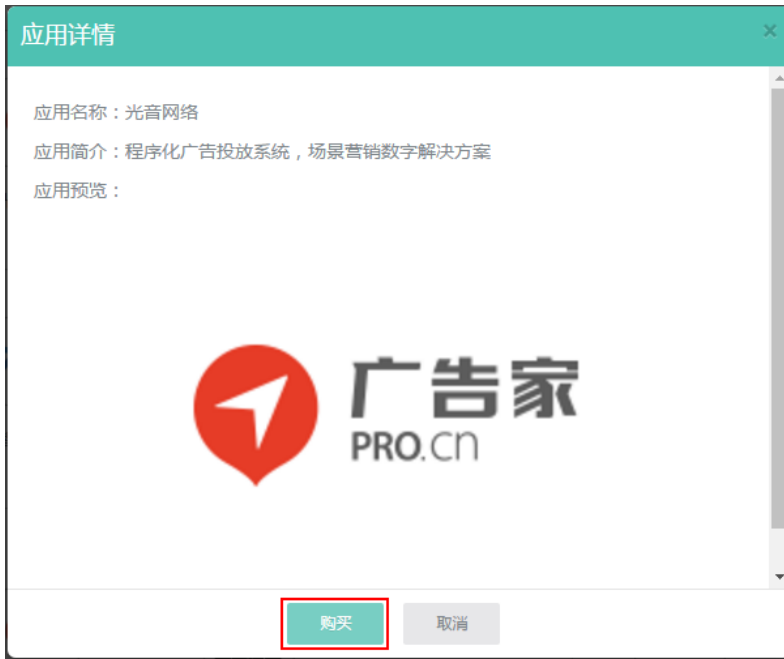 应用详情
×
应用名称：光音网络
应用简介：程序化广告投放系统，场景营销数字解决方案
应用预览：
广告家
PRO.CN
购买
取消